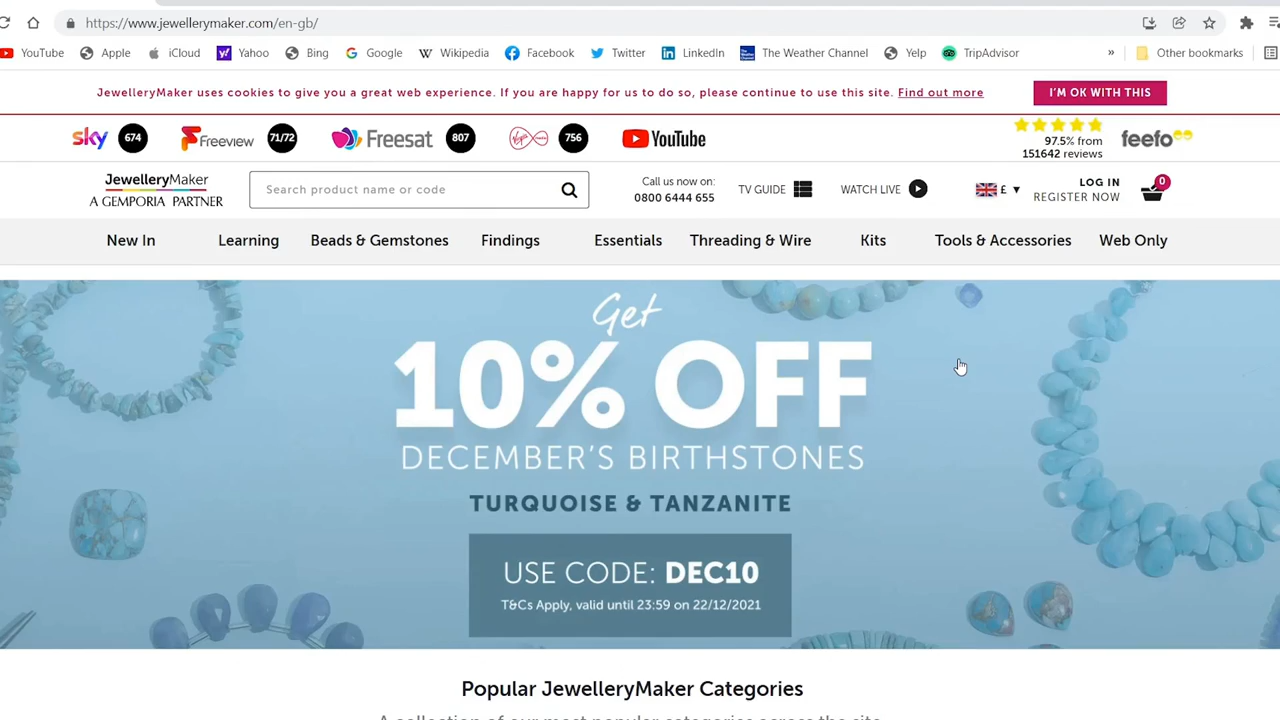 https://www.jewellerymaker.com/en-gb/
YouTube Apple iCloud Yahoo Bing Google Wikipedia Facebook Twitter LinkedIn The Weather Channel Yelp TripAdvisor » Other bookmarks
JewelleryMaker uses cookies to give you a great web experience. If you are happy for us to do so, please continue to use this site. Find out more I'M OK WITH THIS
sky 674 Freeview 71/72 Freesat 807 756 YouTube
97.5% from
151642 reviews
feefo
JewelleryMaker
A GEMPORIA PARTNER
Search product name or code
Call us now on:
0800 6444 655
TV GUIDE WATCH LIVE £ ▼
LOG IN
REGISTER NOW
0
New In Learning Beads & Gemstones Findings Essentials Threading & Wire Kits Tools & Accessories Web Only
Get
10% OFF
DECEMBER'S BIRTHSTONES
TURQUOISE & TANZANITE
USE CODE: DEC10
T&Cs Apply, valid until 23:59 on 22/12/2021
Popular JewelleryMaker Categories
A collection of our most popular categories across the site